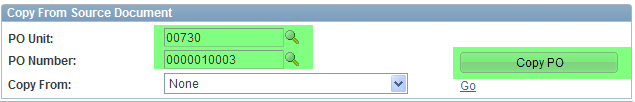 Copy From Source Document
PO Unit: 00730
PO Number: 0000010003 Copy PO
Copy From: None Go